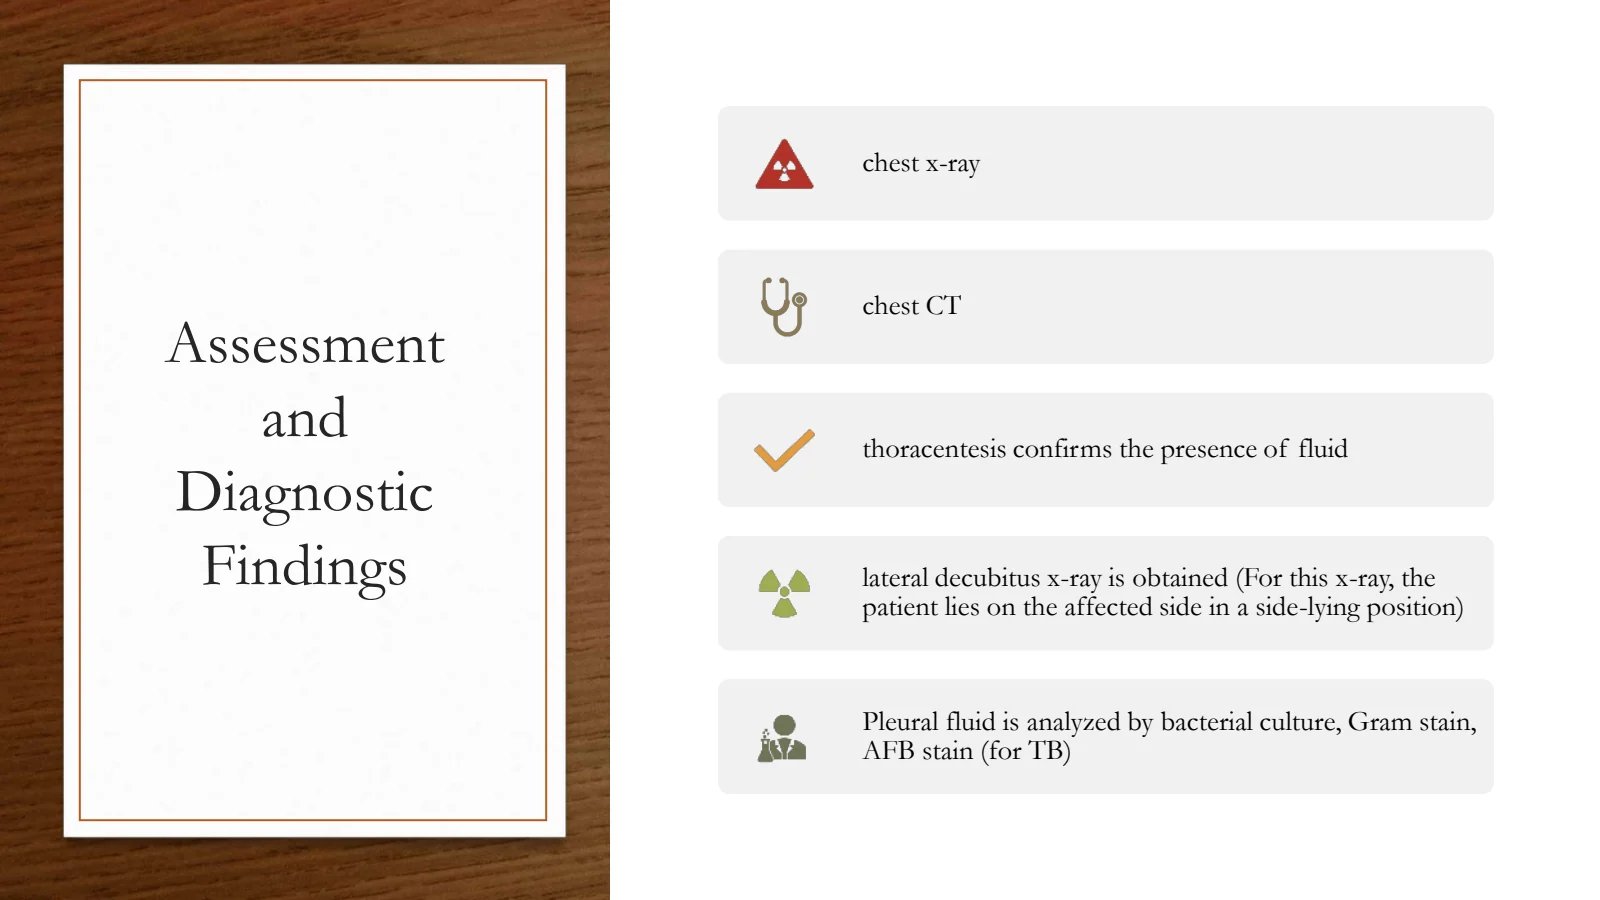 Assessment
and
Diagnostic
Findings
chest x-ray
chest CT
thoracentesis confirms the presence of fluid
lateral decubitus x-ray is obtained (For this x-ray, the
patient lies on the affected side in a side-lying position)
Pleural fluid is analyzed by bacterial culture, Gram stain,
AFB stain (for TB)